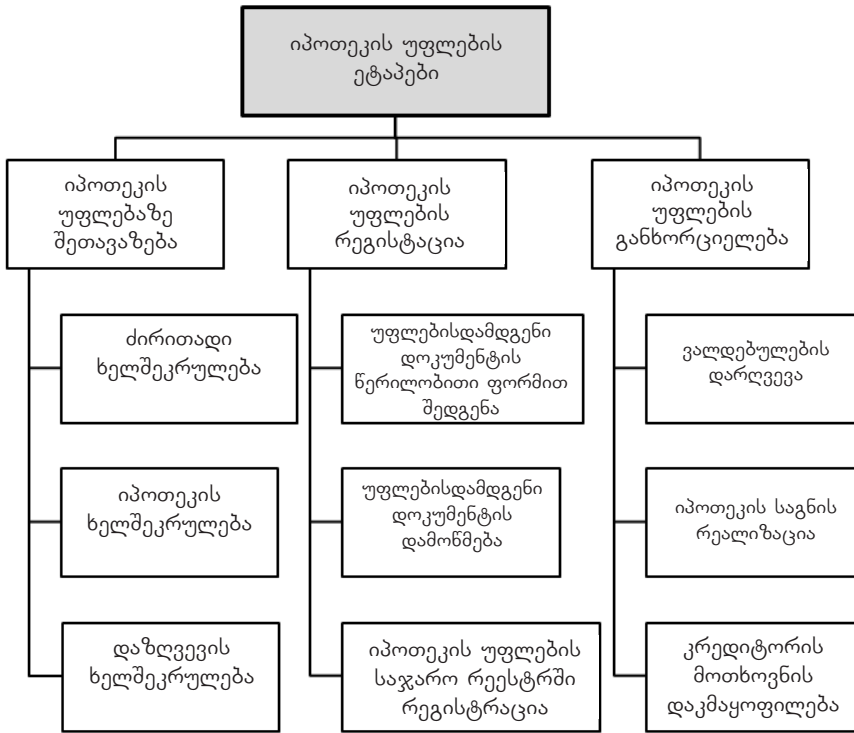 იპოთეკის უფლების
ეტაპები
იპოთეკის
უფლებაზე
შეთავაზება
ძირითადი
ხელშეკრულება
იპოთეკის
ხელშეკრულება
დაზღვევის
ხელშეკრულება
იპოთეკის
უფლების
რეგისტაცია
უფლებისდამდგენი
დოკუმენტის
წერილობითი ფორმით
შედგენა
უფლებისდამდგენი
დოკუმენტის
დამოწმება
იპოთეკის უფლების
საჯარო რეესტრში
რეგისტრაცია
იპოთეკის
უფლების
განხორციელება
ვალდებულების
დარღვევა
იპოთეკის საგნის
რეალიზაცია
კრედიტორის
მოთხოვნის
დაკმაყოფილება